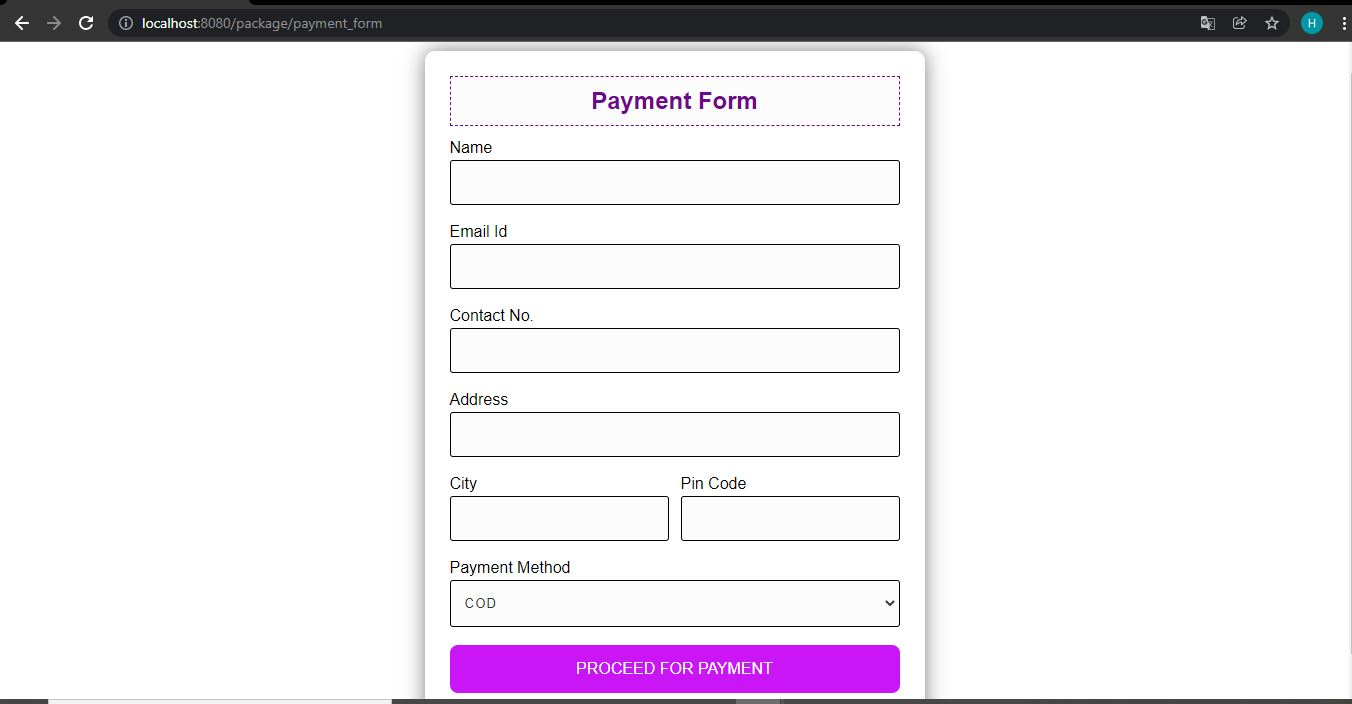 localhost:8080/package/payment_form
H
Payment Form
Name
Email Id
Contact No.
Address
City Pin Code
Payment Method
COD
PROCEED FOR PAYMENT